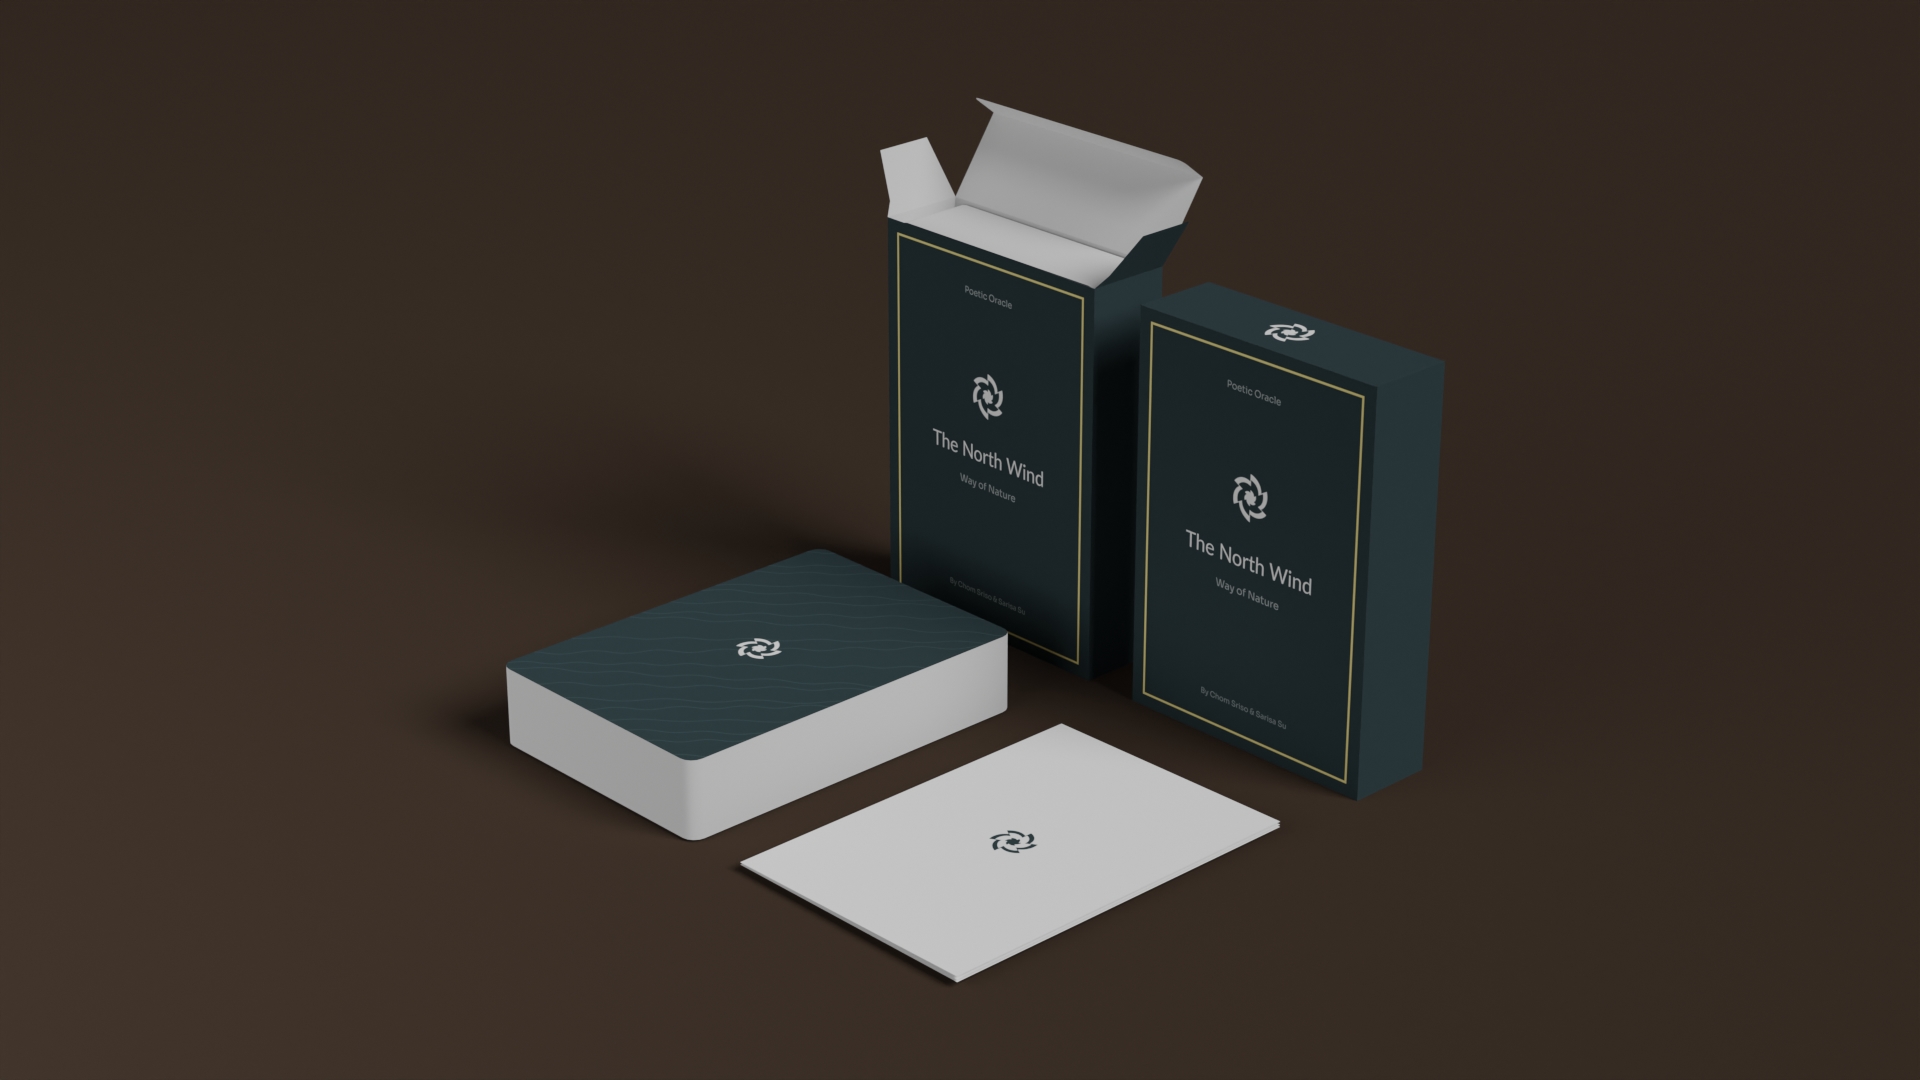 Poetic Oracle
The North Wind
Way of Nature
By Chom Sriso & Sarisa Su
Poetic Oracle
The North Wind
Way of Nature
By Chom Sriso & Sarisa Su